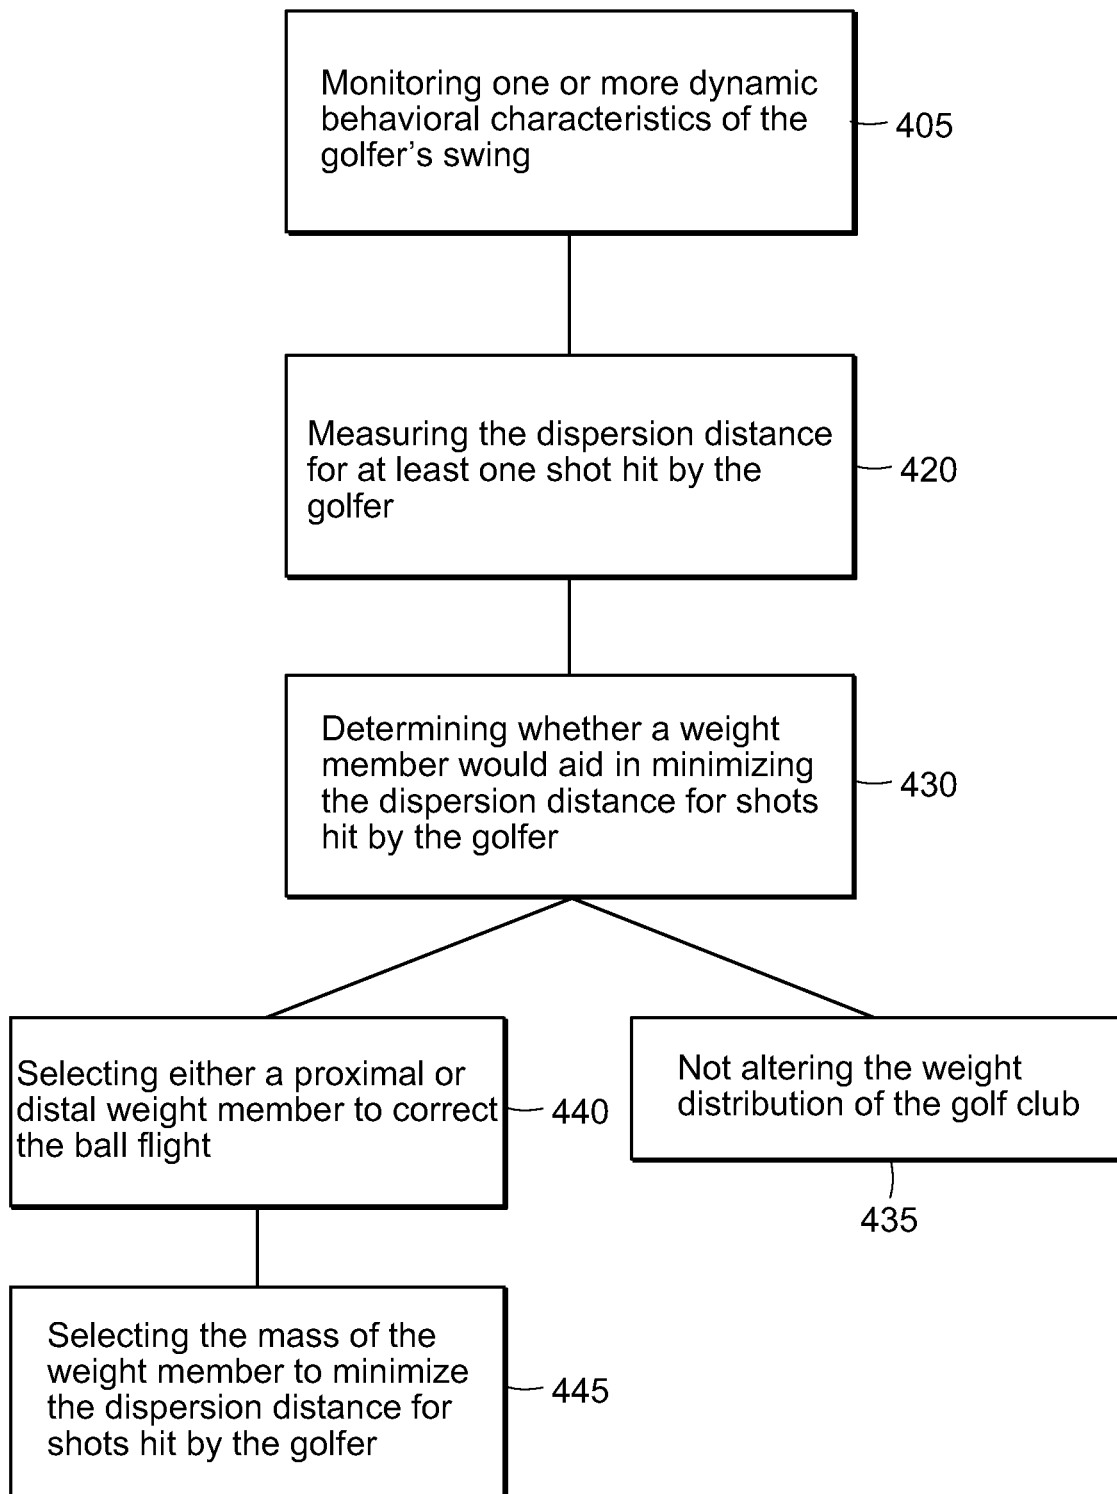 Monitoring one or more dynamic
behavioral characteristics of the
golfer's swing
405
Measuring the dispersion distance
for at least one shot hit by the
golfer
420
Determining whether a weight
member would aid in minimizing
the dispersion distance for shots
hit by the golfer
430
Selecting either a proximal or
distal weight member to correct
the ball flight
440
Not altering the weight
distribution of the golf club
435
Selecting the mass of the
weight member to minimize
the dispersion distance for
shots hit by the golfer
445